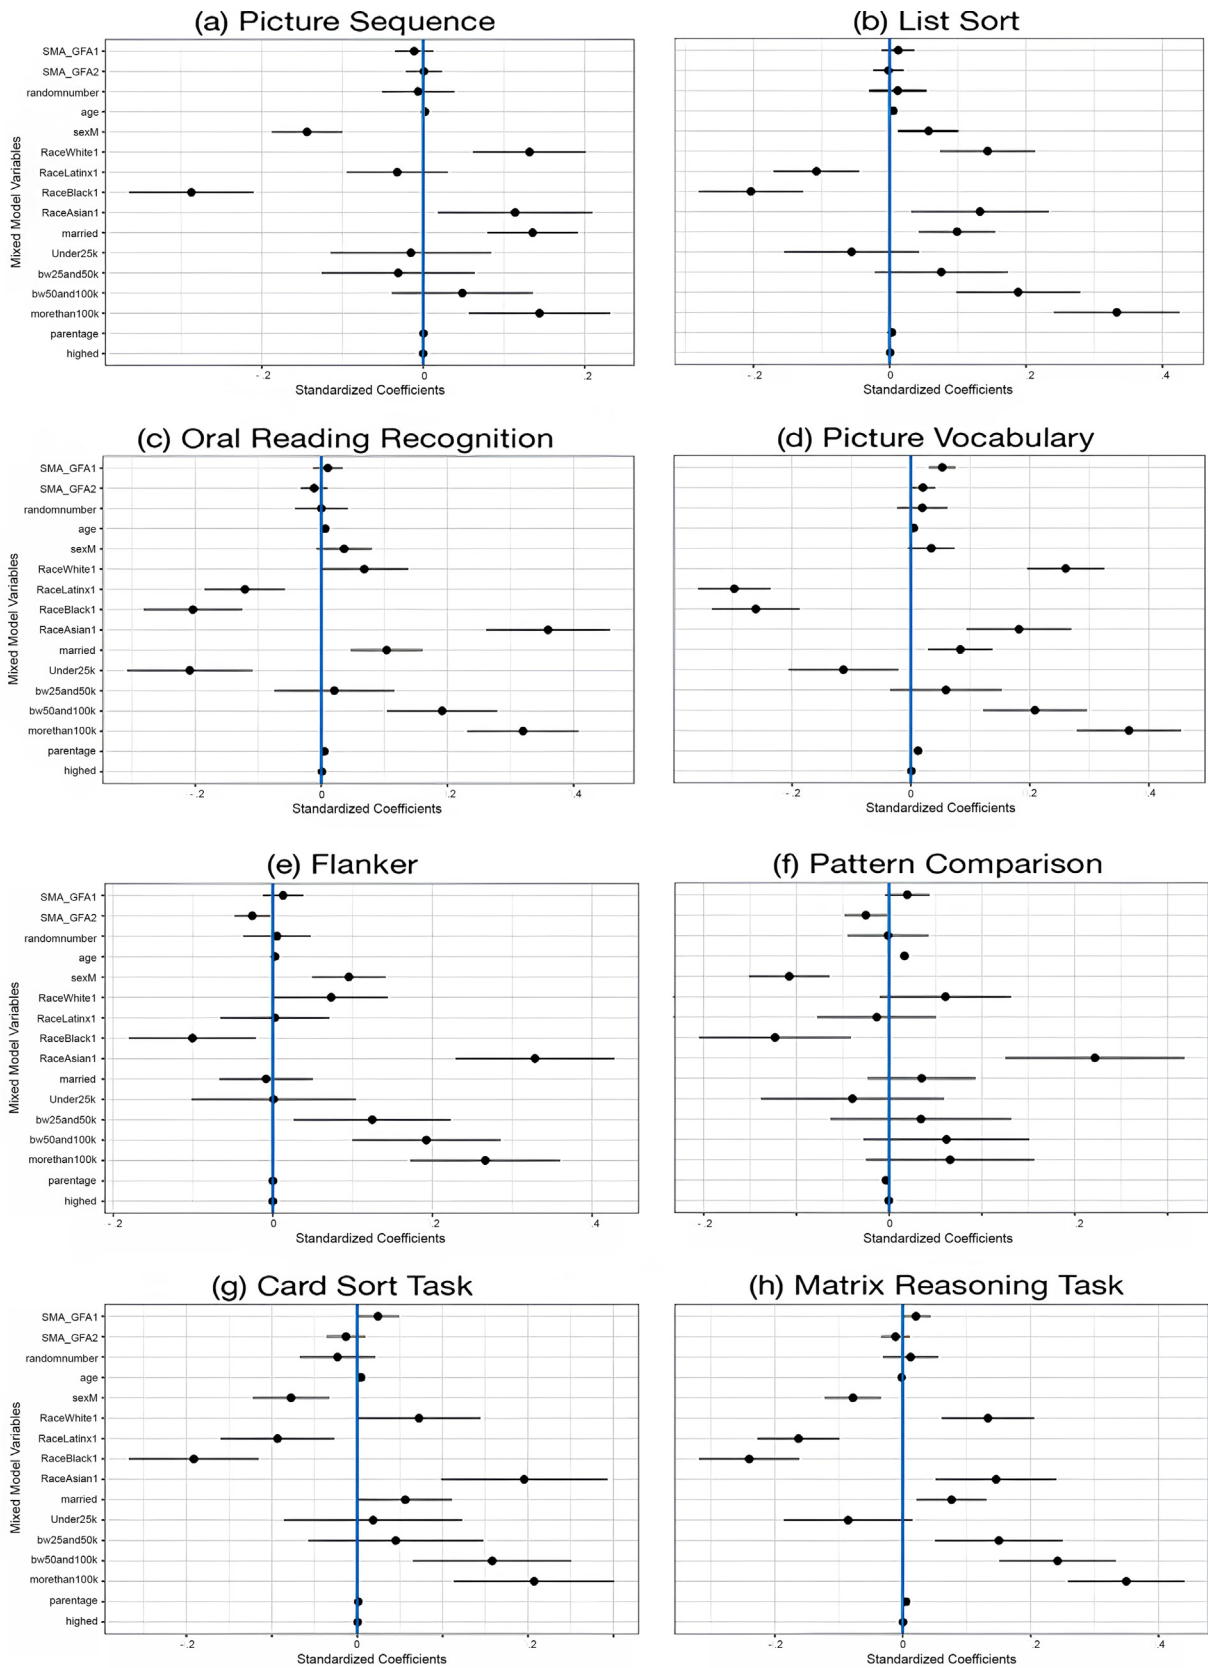 (a) Picture Sequence
Mixed Model Variables
SMA_GFA1
SMA_GFA2
randomnumber
age
sexM
RaceWhite1
RaceLatinx1
RaceBlack1
RaceAsian1
married
Under25k
bw25and50k
bw50and100k
morethan100k
parentage
highed
-.2 0 .2
Standardized Coefficients
(b) List Sort
-.2 0 .2 .4
Standardized Coefficients
(c) Oral Reading Recognition
Mixed Model Variables
SMA_GFA1
SMA_GFA2
randomnumber
age
sexM
RaceWhite1
RaceLatinx1
RaceBlack1
RaceAsian1
married
Under25k
bw25and50k
bw50and100k
morethan100k
parentage
highed
-.2 0 .2 .4
Standardized Coefficients
(d) Picture Vocabulary
-.2 0 .2 .4
Standardized Coefficients
(e) Flanker
Mixed Model Variables
SMA_GFA1
SMA_GFA2
randomnumber
age
sexM
RaceWhite1
RaceLatinx1
RaceBlack1
RaceAsian1
married
Under25k
bw25and50k
bw50and100k
morethan100k
parentage
highed
-.2 0 .2 .4
Standardized Coefficients
(f) Pattern Comparison
-.2 0 .2
Standardized Coefficients
(g) Card Sort Task
Mixed Model Variables
SMA_GFA1
SMA_GFA2
randomnumber
age
sexM
RaceWhite1
RaceLatinx1
RaceBlack1
RaceAsian1
married
Under25k
bw25and50k
bw50and100k
morethan100k
parentage
highed
-.2 0 .2
Standardized Coefficients
(h) Matrix Reasoning Task
-.2 0 .2 .4
Standardized Coefficients